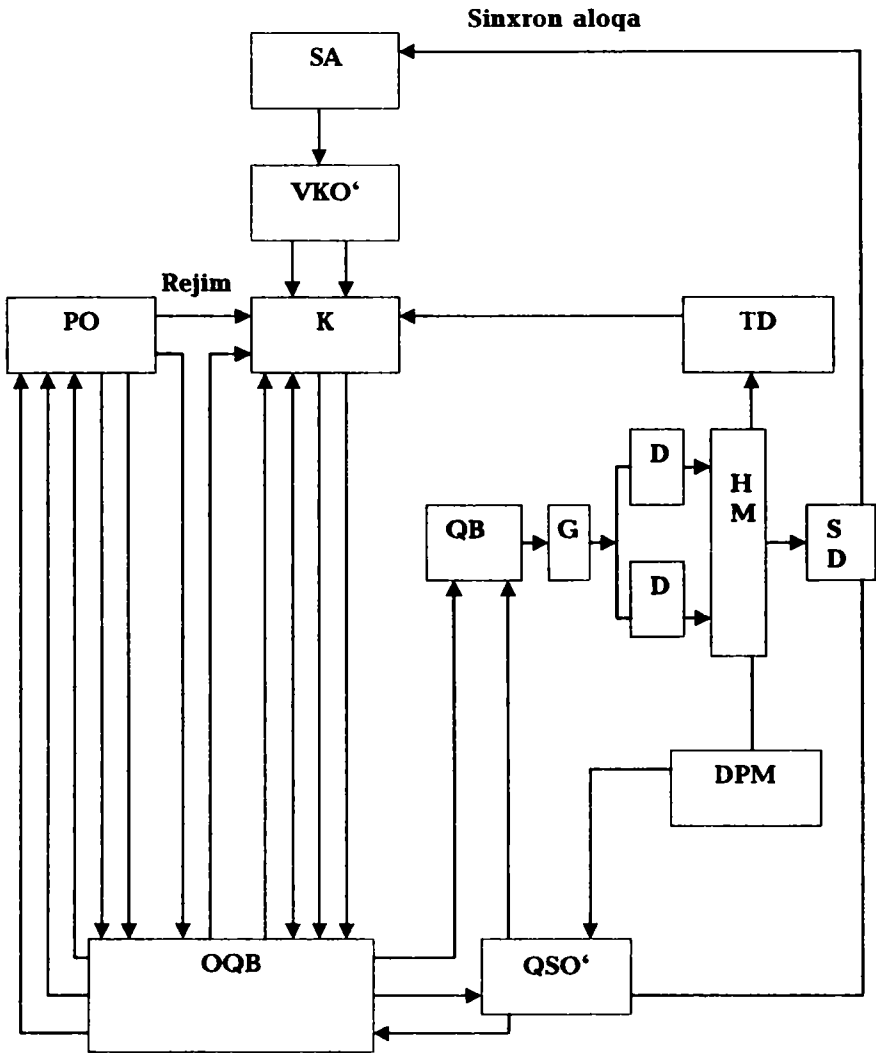 Sinxron aloqa
SA
VKO‘
Rejim
PO
K
TD
D
H
M
QB
G
S
D
D
DPM
OQB
QSO‘